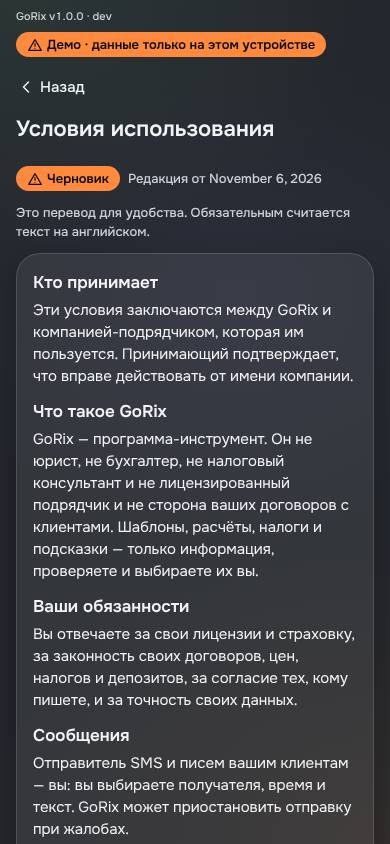 GoRix v1.0.0 · dev
Демо · данные только на этом устройстве
Назад
Условия использования
Черновик
Редакция от November 6, 2026
Это перевод для удобства. Обязательным считается
текст на английском.
Кто принимает
Эти условия заключаются между GoRix и
компанией-подрядчиком, которая им
пользуется. Принимающий подтверждает,
что вправе действовать от имени компании.
Что такое GoRix
GoRix — программа-инструмент. Он не
юрист, не бухгалтер, не налоговый
консультант и не лицензированный
подрядчик и не сторона ваших договоров с
клиентами. Шаблоны, расчёты, налоги и
подсказки — только информация,
проверяете и выбираете их вы.
Ваши обязанности
Вы отвечаете за свои лицензии и страховку,
за законность своих договоров, цен,
налогов и депозитов, за согласие тех, кому
пишете, и за точность своих данных.
Сообщения
Отправитель SMS и писем вашим клиентам
— вы: вы выбираете получателя, время и
текст. GoRix может приостановить отправку
при жалобах.